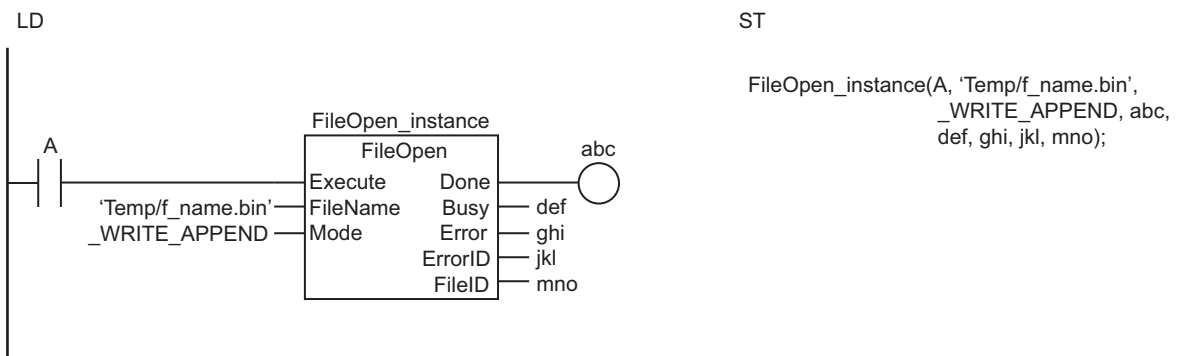 LD
A
FileOpen_instance
FileOpen
abc
Execute Done
'Temp/f_name.bin' FileName Busy def
_WRITE_APPEND Mode Error ghi
ErrorID jkl
FileID mno
ST
FileOpen_instance(A, ‘Temp/f_name.bin’,
_WRITE_APPEND, abc,
def, ghi, jkl, mno);